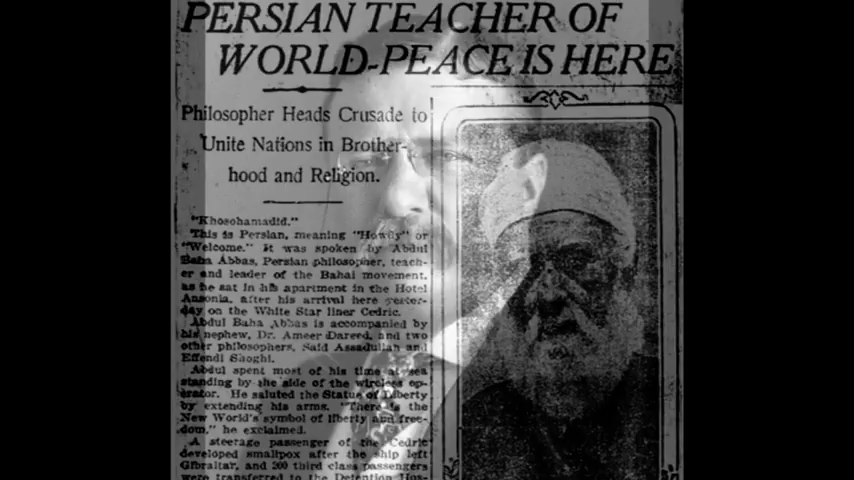 PERSIAN TEACHER OF
WORLD-PEACE IS HERE
Philosopher Heads Crusade to
Unite Nations in Brother-
hood and Religion.
"Khosohamadid."
This is Persian, meaning "Howdy" or
"Welcome." It was spoken by Abdul
Baha Abbas, Persian philosopher, teach-
er and leader of the Bahai movement,
as he sat in his apartment in the Hotel
Ansonia, after his arrival here yester-
day on the White Star liner Cedric.
Abdul Baha Abbas is accompanied by
his nephew, Dr. Ameer Dareed, and two
other philosophers, Said Assadullah and
Effendi Shoghi.
Abdul spent most of his time at sea
standing by the side of the wireless op-
erator. He saluted the Statue of Liberty
by extending his arms. "There is the
New World's symbol of liberty and free-
dom," he exclaimed.
A steerage passenger of the Cedric
developed smallpox after the ship left
Gibraltar, and 200 third class passengers
were transferred to the Detention Hos-